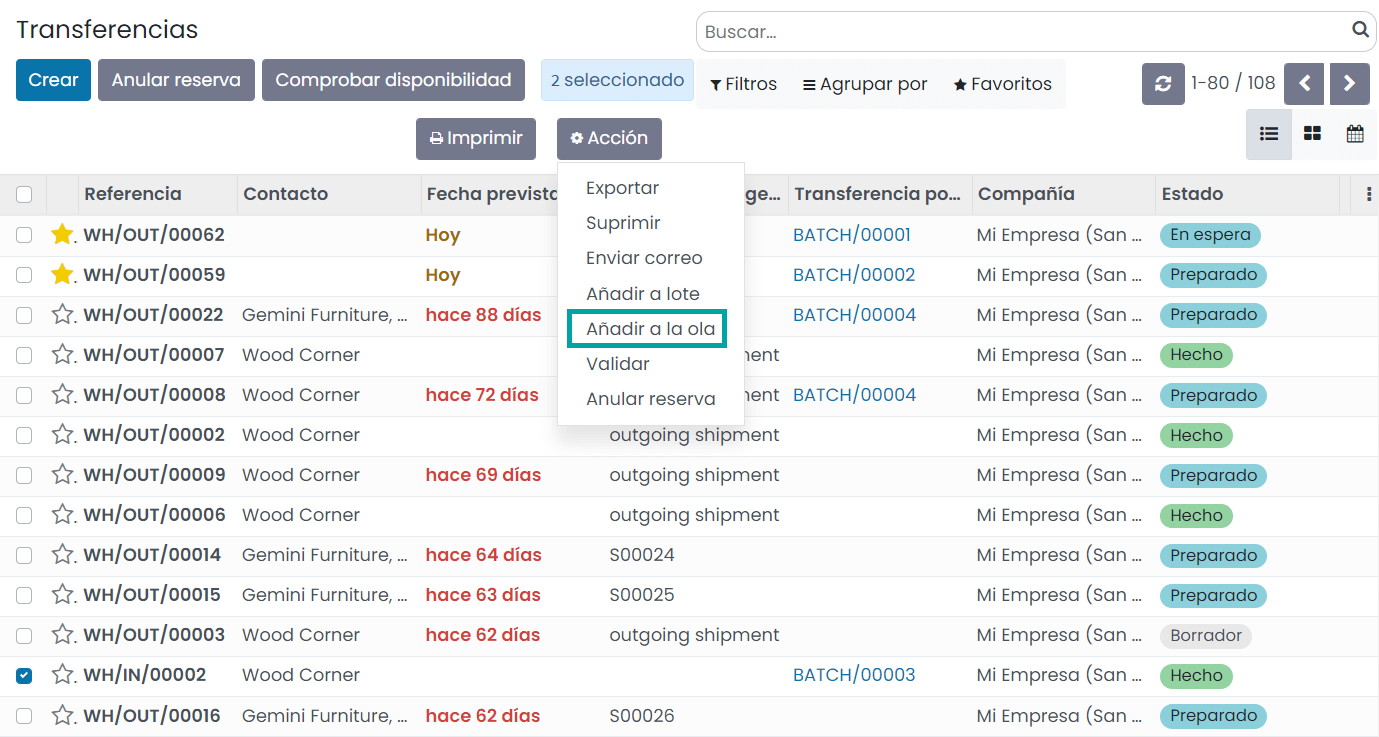 Transferencias
Buscar...
Crear Anular reserva Comprobar disponibilidad 2 seleccionado Filtros Agrupar por Favoritos 1-80 / 108
Imprimir Acción
Referencia Contacto Fecha prevista ge... Transferencia po... Compañía Estado
Exportar
Suprimir
Enviar correo
Añadir a lote
Añadir a la ola
Validar
Anular reserva
WH/OUT/00062 Hoy BATCH/00001 Mi Empresa (San ... En espera
WH/OUT/00059 Hoy BATCH/00002 Mi Empresa (San ... Preparado
WH/OUT/00022 Gemini Furniture, ... hace 88 días BATCH/00004 Mi Empresa (San ... Preparado
WH/OUT/00007 Wood Corner ment Mi Empresa (San ... Hecho
WH/OUT/00008 Wood Corner hace 72 días ment BATCH/00004 Mi Empresa (San ... Preparado
WH/OUT/00002 Wood Corner outgoing shipment Mi Empresa (San ... Hecho
WH/OUT/00009 Wood Corner hace 69 días outgoing shipment Mi Empresa (San ... Preparado
WH/OUT/00006 Wood Corner outgoing shipment Mi Empresa (San ... Hecho
WH/OUT/00014 Gemini Furniture, ... hace 64 días S00024 Mi Empresa (San ... Preparado
WH/OUT/00015 Gemini Furniture, ... hace 63 días S00025 Mi Empresa (San ... Preparado
WH/OUT/00003 Wood Corner hace 62 días outgoing shipment Mi Empresa (San ... Borrador
WH/IN/00002 Wood Corner BATCH/00003 Mi Empresa (San ... Hecho
WH/OUT/00016 Gemini Furniture, ... hace 62 días S00026 Mi Empresa (San ... Preparado